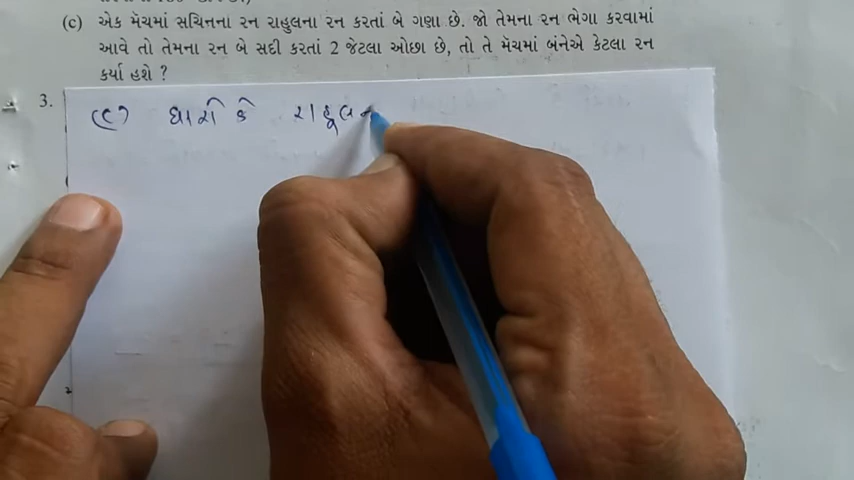 (c) એક મૅચમાં સચિનના રન રાહુલના રન કરતાં બે ગણા છે. જો તેમના રન ભેગા કરવામાં
આવે તો તેમના રન બે સદી કરતાં 2 જેટલા ઓછા છે, તો તે મૅચમાં બંનેએ કેટલા રન
કર્યા હશે ?
3.
(c) ધારો કે રાહુલ